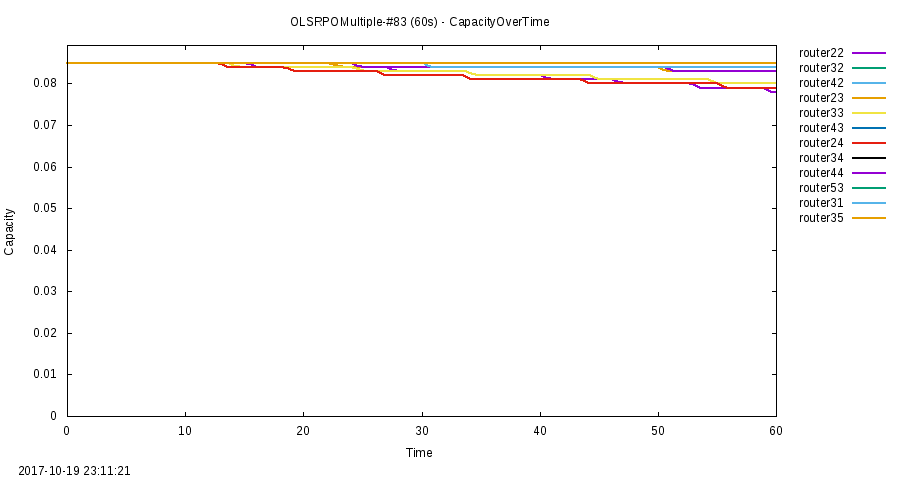 OLSRPOMultiple-#83 (60s) - CapacityOverTime
router22
router32
router42
router23
router33
router43
router24
router34
router44
router53
router31
router35
0.08
0.07
0.06
0.05
0.04
0.03
0.02
0.01
0
Capacity
0 10 20 30 40 50 60
Time
2017-10-19 23:11:21